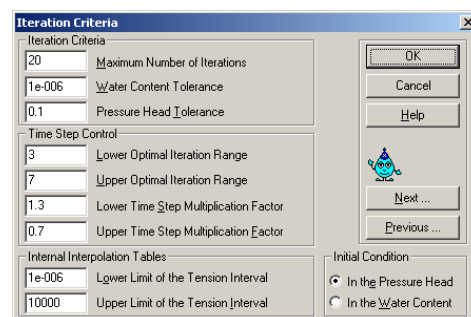 Iteration Criteria
Iteration Criteria
20 Maximum Number of Iterations
1e-006 Water Content Tolerance
0.1 Pressure Head Tolerance
Time Step Control
3 Lower Optimal Iteration Range
7 Upper Optimal Iteration Range
1.3 Lower Time Step Multiplication Factor
0.7 Upper Time Step Multiplication Factor
Internal Interpolation Tables
1e-006 Lower Limit of the Tension Interval
10000 Upper Limit of the Tension Interval
OK
Cancel
Help
Next ...
Previous ...
Initial Condition
In the Pressure Head
In the Water Content